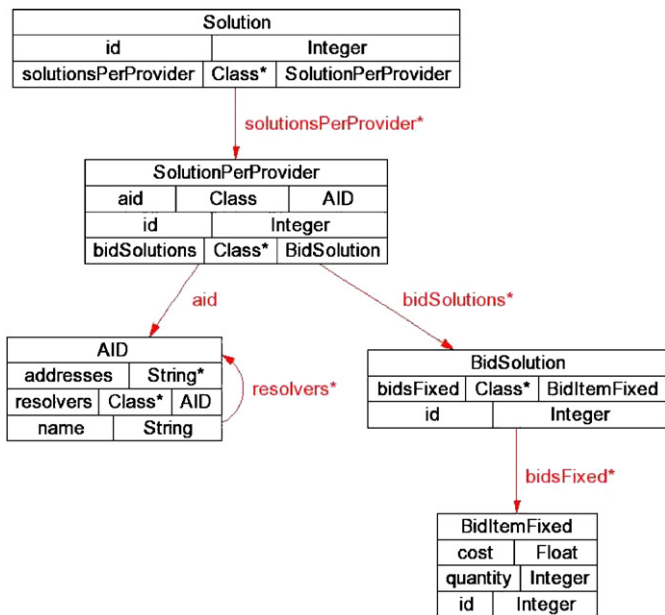 Solution
id Integer
solutionsPerProvider Class* SolutionPerProvider
solutionsPerProvider*
SolutionPerProvider
aid Class AID
id Integer
bidSolutions Class* BidSolution
aid
bidSolutions*
AID
addresses String*
resolvers Class* AID
name String
resolvers*
BidSolution
bidsFixed Class* BidItemFixed
id Integer
bidsFixed*
BidItemFixed
cost Float
quantity Integer
id Integer